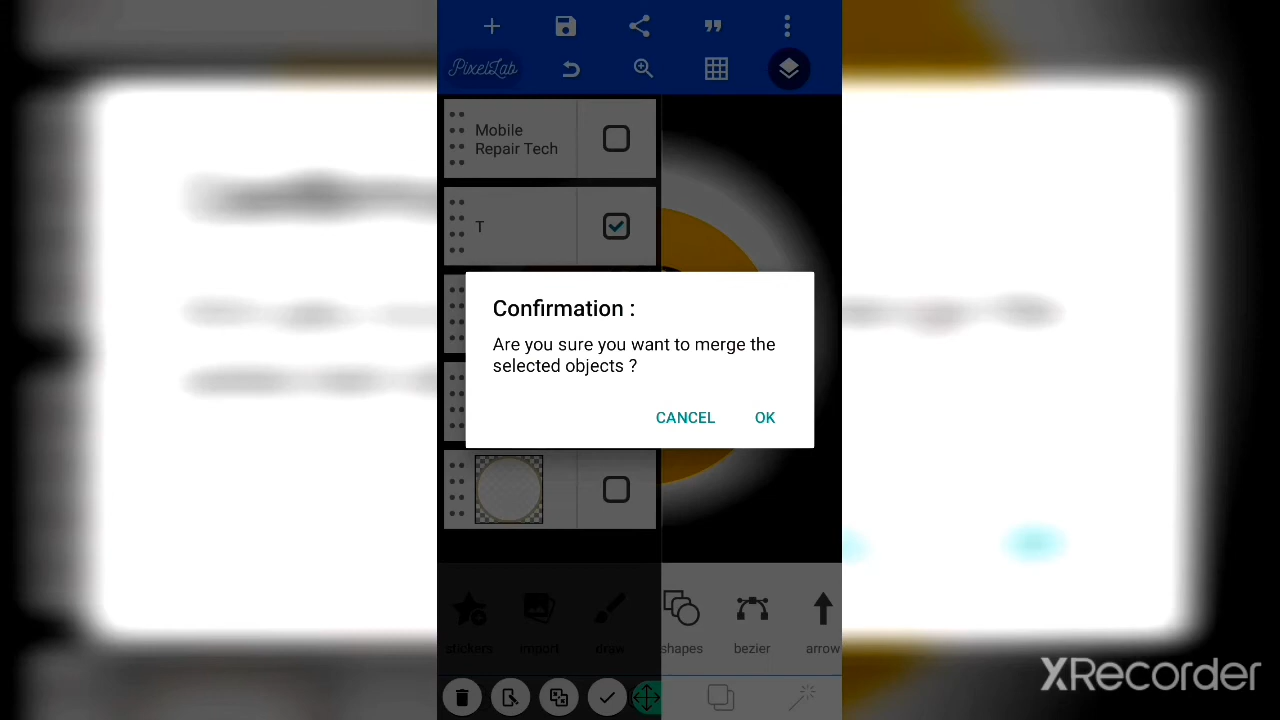 PixelLab
Mobile
Repair Tech
T
Confirmation :
Are you sure you want to merge the
selected objects ?
CANCEL OK
stickers import draw shapes bezier arrow
XRecorder